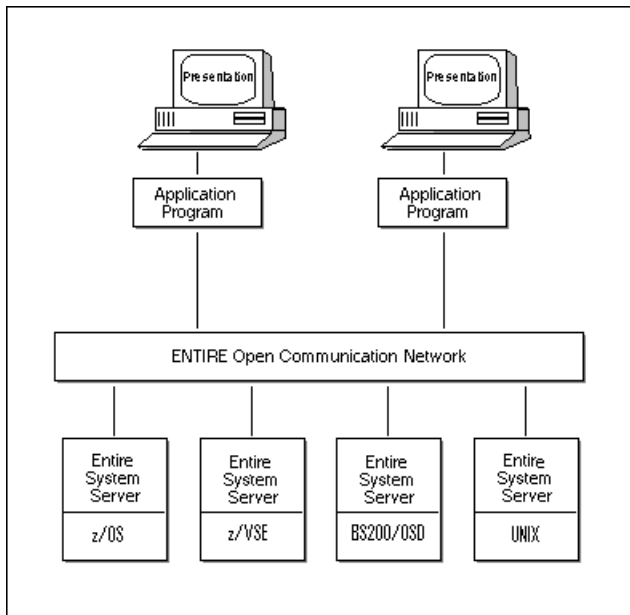 Presentation
Presentation
Application
Program
Application
Program
ENTIRE Open Communication Network
Entire
System
Server
z/OS
Entire
System
Server
z/VSE
Entire
System
Server
BS200/OSD
Entire
System
Server
UNIX